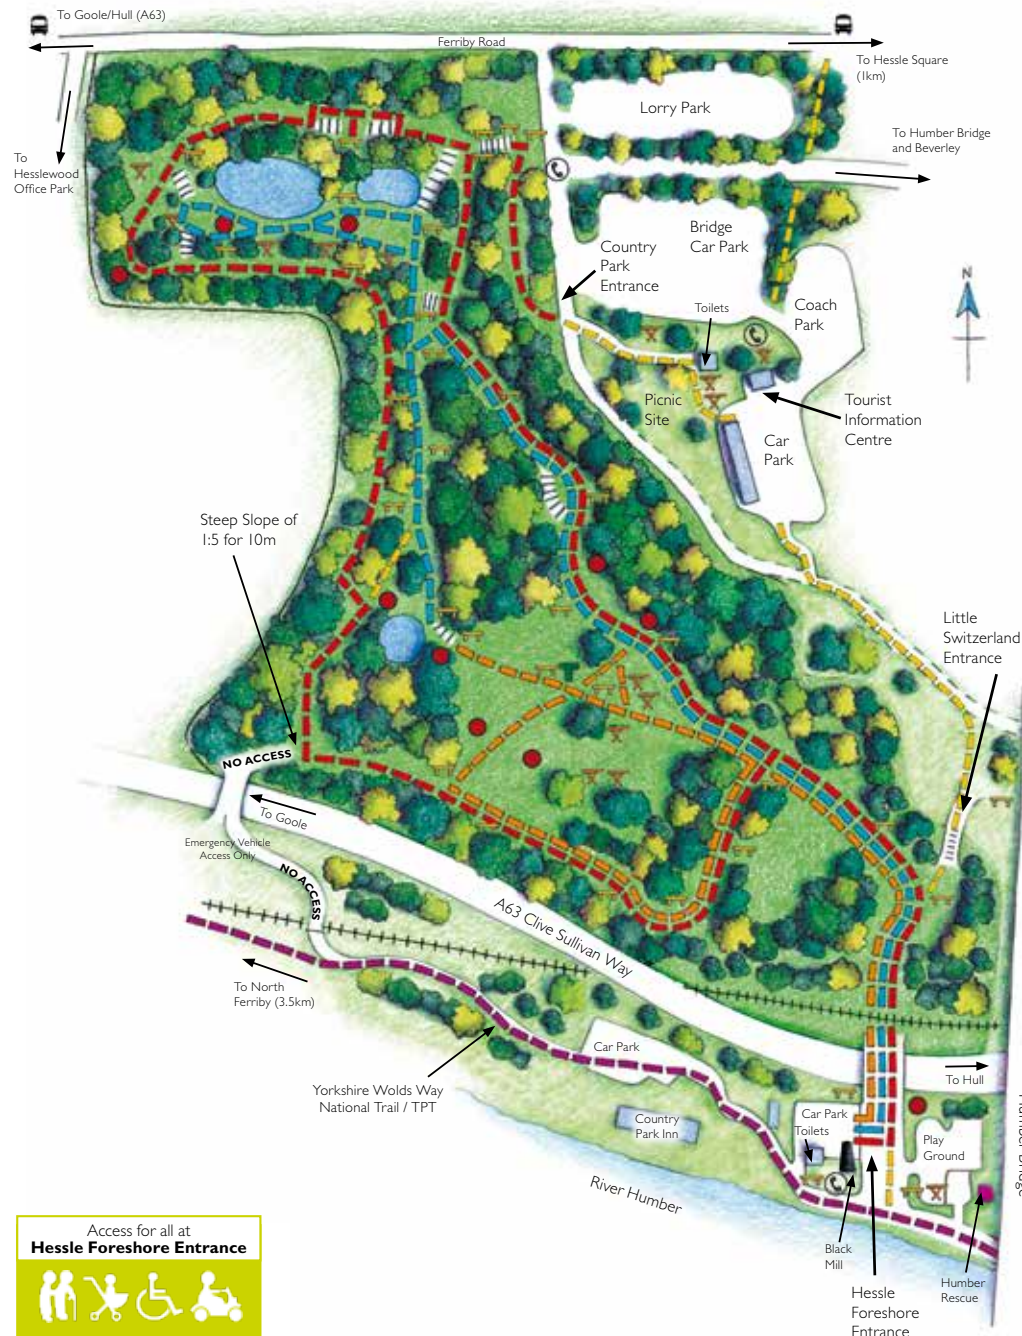 To Goole/Hull (A63)
Ferriby Road
To Hessle Square
(1km)
Lorry Park
To Humber Bridge
and Beverley
To
Hesslewood
Office Park
Bridge
Car Park
Country
Park
Entrance
N
Toilets
Coach
Park
Picnic
Site
Tourist
Information
Centre
Car
Park
Steep Slope of
1:5 for 10m
Little
Switzerland
Entrance
NO ACCESS
To Goole
Emergency Vehicle
Access Only
NO ACCESS
A63 Clive Sullivan Way
To North
Ferriby (3.5km)
Car Park
To Hull
Yorkshire Wolds Way
National Trail / TPT
Country
Park Inn
Car Park
Toilets
Play
Ground
Humber Bridge
River Humber
Black
Mill
Humber
Rescue
Hessle
Foreshore
Entrance
Access for all at
Hessle Foreshore Entrance